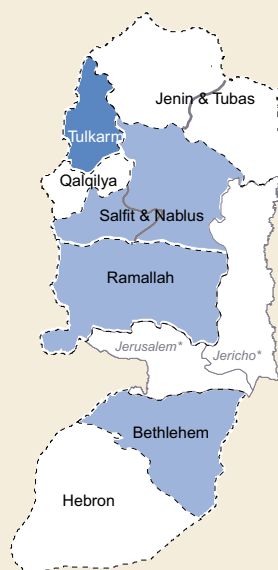 Jenin & Tubas
Tulkarm
Qalqilya
Salfit & Nablus
Ramallah
Jerusalem*
Jericho*
Bethlehem
Hebron